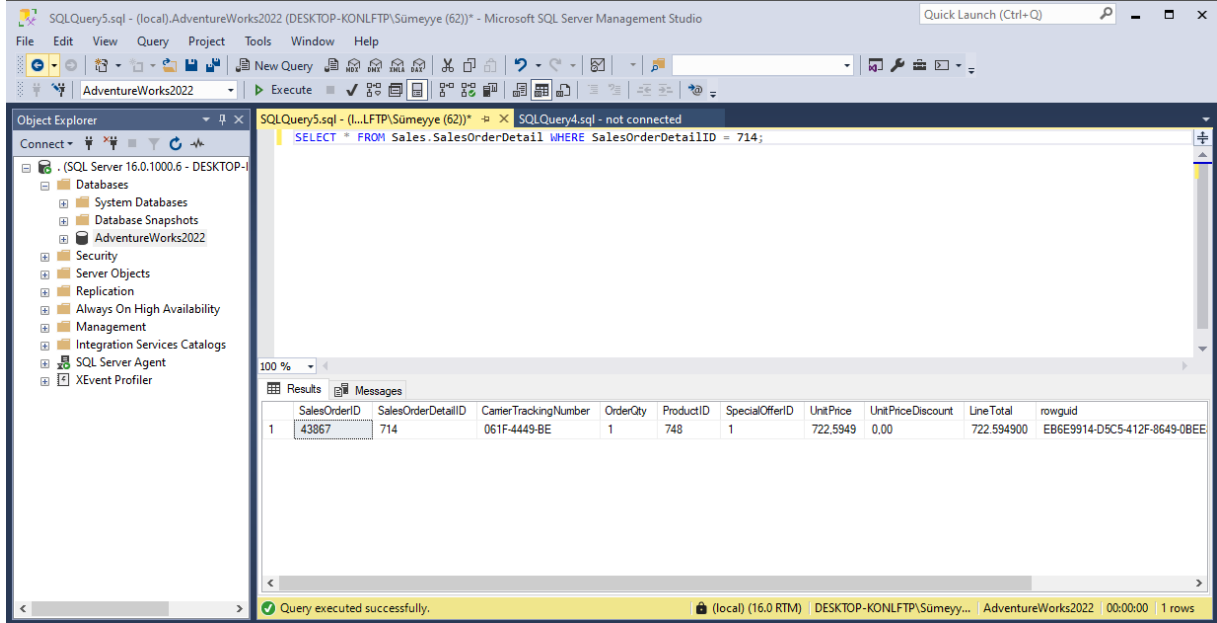 SQLQuery5.sql - (local).AdventureWorks2022 (DESKTOP-KONLFTP\Sümeyye (62))* - Microsoft SQL Server Management Studio
Quick Launch (Ctrl+Q)
File Edit View Query Project Tools Window Help
New Query
AdventureWorks2022
Execute
Object Explorer
SQLQuery5.sql - (l...LFTP\Sümeyye (62))*
SQLQuery4.sql - not connected
Connect
SELECT * FROM Sales.SalesOrderDetail WHERE SalesOrderDetailID = 714;
. (SQL Server 16.0.1000.6 - DESKTOP-
Databases
System Databases
Database Snapshots
AdventureWorks2022
Security
Server Objects
Replication
Always On High Availability
Management
Integration Services Catalogs
SQL Server Agent
XEvent Profiler
100 %
Results Messages
SalesOrderID SalesOrderDetailID CarrierTrackingNumber OrderQty ProductID SpecialOfferID UnitPrice UnitPriceDiscount LineTotal rowguid
1 43867 714 061F-4449-BE 1 748 1 722,5949 0,00 722.594900 EB6E9914-D5C5-412F-8649-0BEE
Query executed successfully.
(local) (16.0 RTM) DESKTOP-KONLFTP\Sümeyy... AdventureWorks2022 00:00:00 1 rows